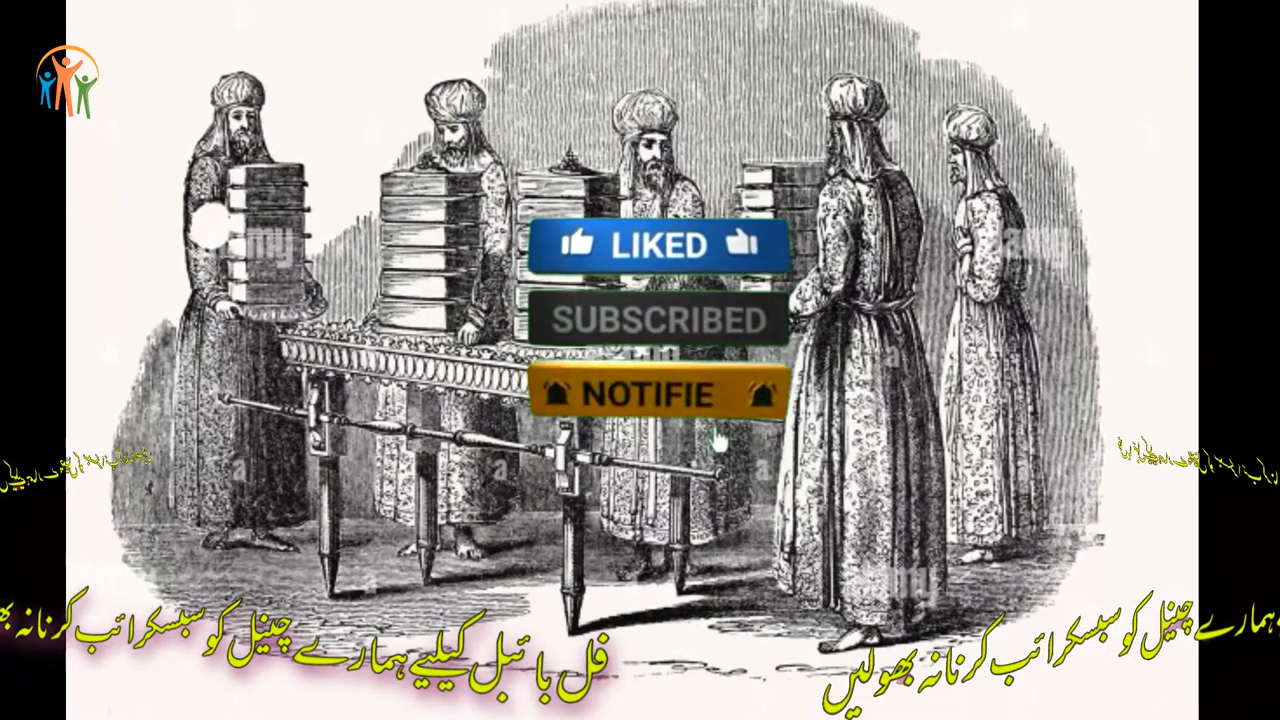 LIKED
SUBSCRIBED
NOTIFIE
فل بائبل کیلیے ہمارے چینل کو سبسکرائب کرنا نہ بھ
ہمارے چینل کو سبسکرائب کرنا نہ بھولیں